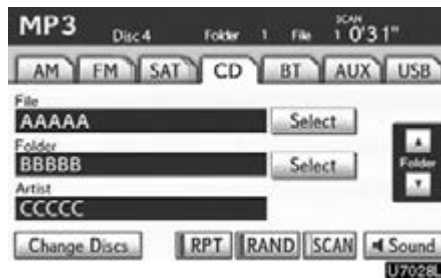 MP3 Disc 4 Folder 1 File 1 SCAN 0'31"
AM FM SAT CD BT AUX USB
File
AAAAA Select
Folder
BBBBB Select
Folder
Artist
CCCCC
Change Discs RPT RAND SCAN Sound
U7028L